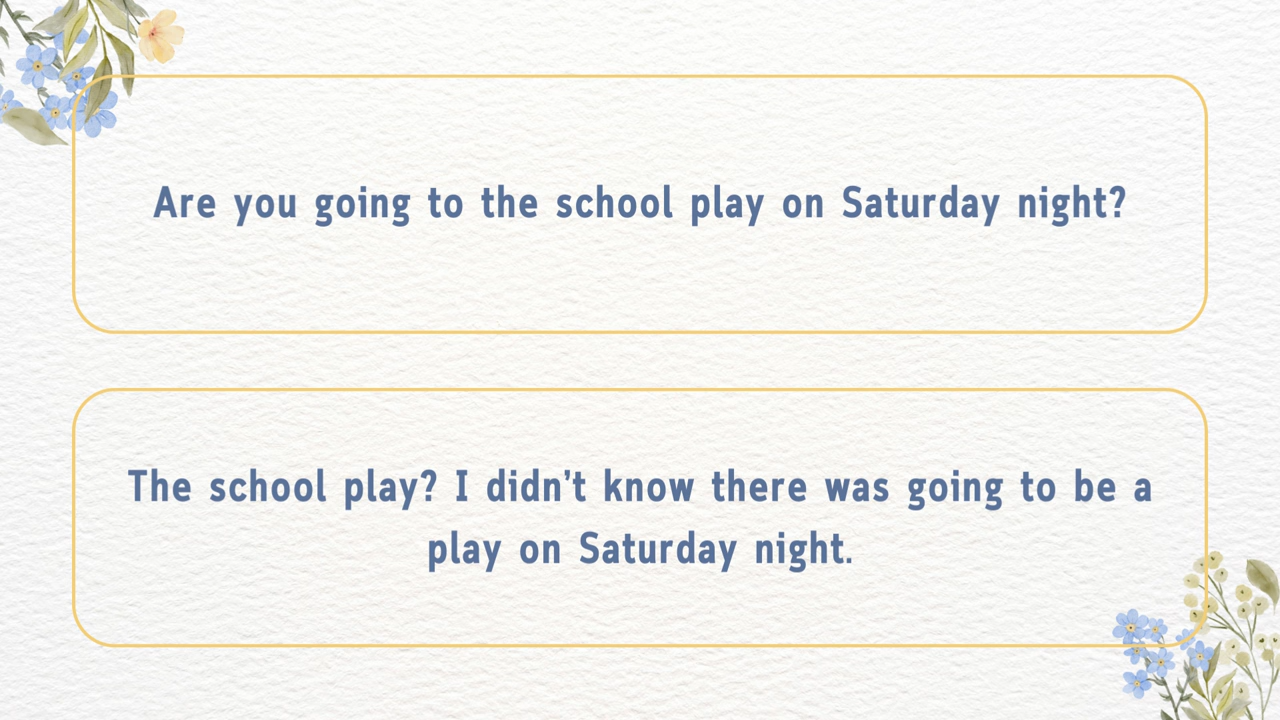 Are you going to the school play on Saturday night?
The school play? I didn't know there was going to be a
play on Saturday night.